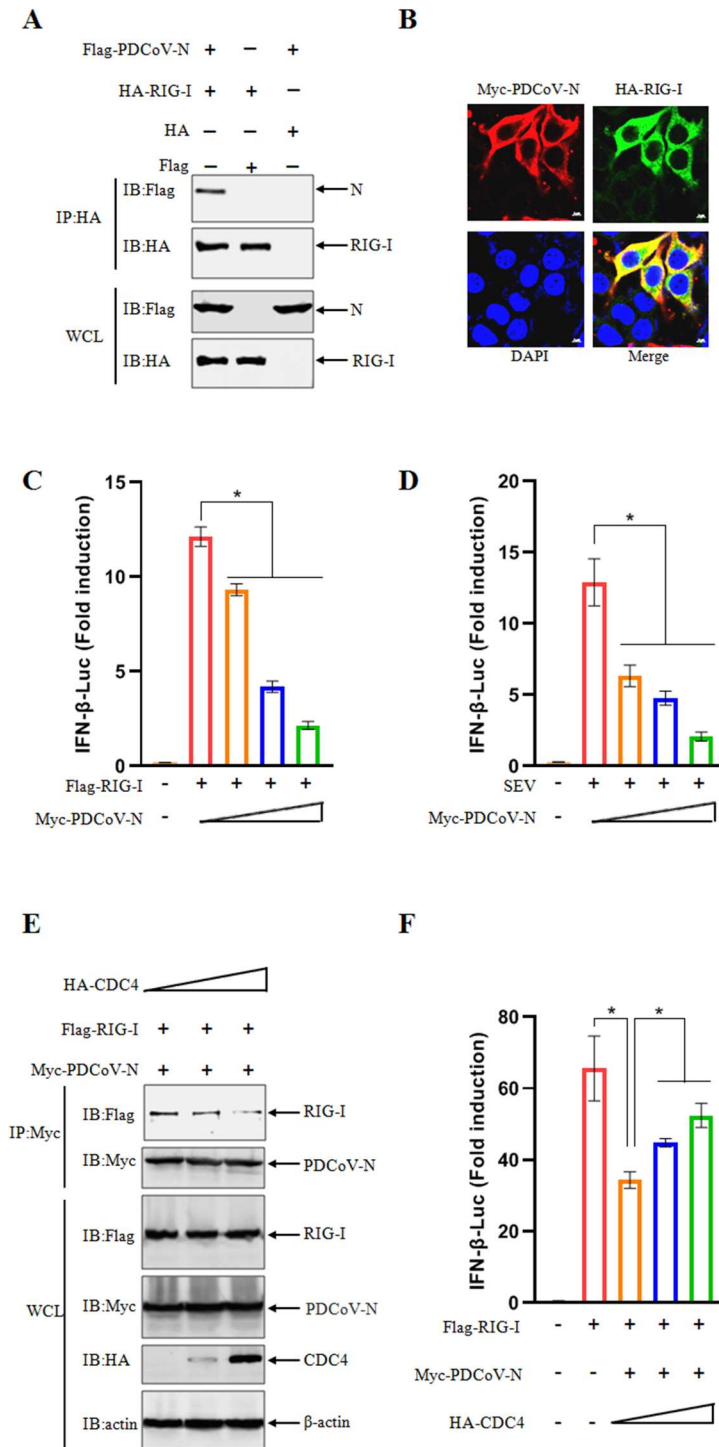 A
Flag-PDCoV-N + − +
HA-RIG-I + + −
HA − − +
Flag − + −
IP:HA
IB:Flag N
IB:HA RIG-I
WCL
IB:Flag N
IB:HA RIG-I
B
Myc-PDCoV-N HA-RIG-I
DAPI Merge
C
IFN-β-Luc (Fold induction)
15
10
5
0
*
Flag-RIG-I - + + + +
Myc-PDCoV-N -
D
IFN-β-Luc (Fold induction)
20
15
10
5
0
*
SEV - + + + +
Myc-PDCoV-N -
E
HA-CDC4
Flag-RIG-I + + +
Myc-PDCoV-N + + +
IP:Myc
IB:Flag RIG-I
IB:Myc PDCoV-N
WCL
IB:Flag RIG-I
IB:Myc PDCoV-N
IB:HA CDC4
IB:actin β-actin
F
IFN-β-Luc (Fold induction)
80
60
40
20
0
* *
Flag-RIG-I - + + + +
Myc-PDCoV-N - - + + +
HA-CDC4 - -